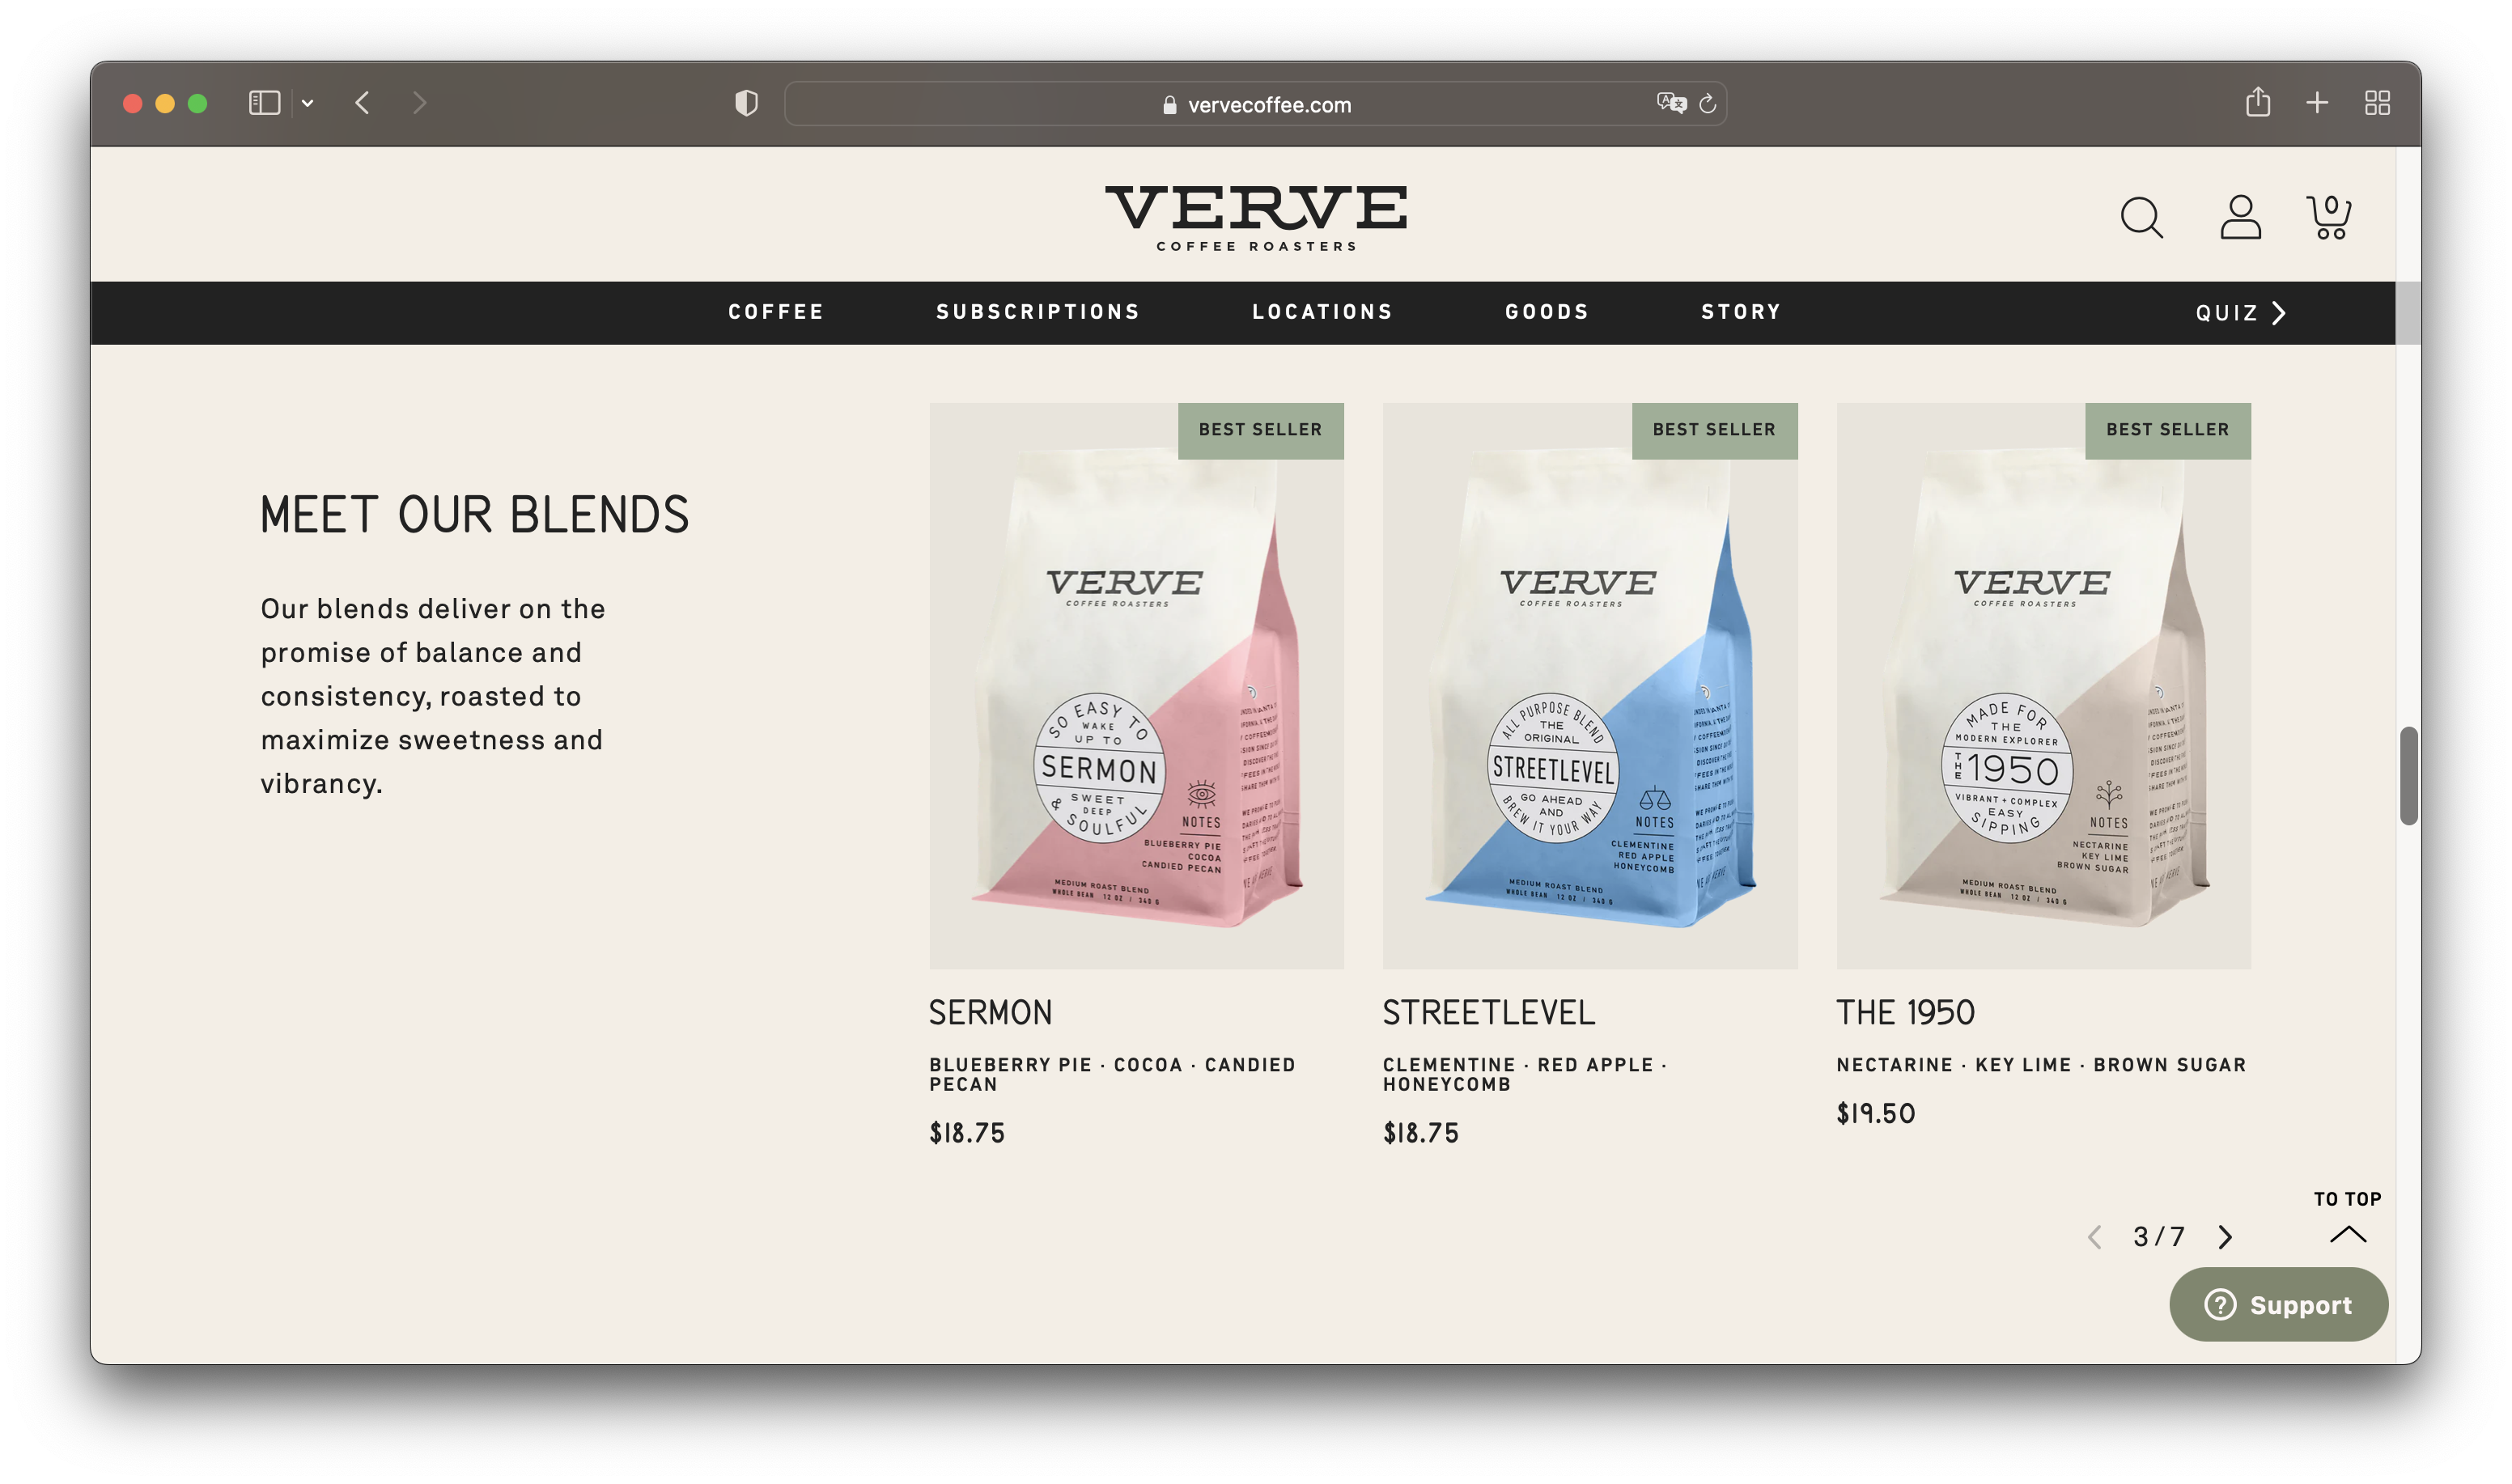 vervecoffee.com
VERVE
COFFEE ROASTERS
0
COFFEE
SUBSCRIPTIONS
LOCATIONS
GOODS
STORY
QUIZ
MEET OUR BLENDS
Our blends deliver on the
promise of balance and
consistency, roasted to
maximize sweetness and
vibrancy.
BEST SELLER
VERVE
COFFEE ROASTERS
SO EASY TO
WAKE
UP TO
SERMON
SWEET
DEEP
& SOULFUL
NOTES
BLUEBERRY PIE
COCOA
CANDIED PECAN
MEDIUM ROAST BLEND
WHOLE BEAN 12 OZ / 340 G
SERMON
BLUEBERRY PIE · COCOA · CANDIED
PECAN
$18.75
BEST SELLER
VERVE
COFFEE ROASTERS
ALL PURPOSE BLEND
THE
ORIGINAL
STREETLEVEL
GO AHEAD
AND
BREW IT YOUR WAY
NOTES
CLEMENTINE
RED APPLE
HONEYCOMB
MEDIUM ROAST BLEND
WHOLE BEAN 12 OZ / 340 G
STREETLEVEL
CLEMENTINE · RED APPLE ·
HONEYCOMB
$18.75
BEST SELLER
VERVE
COFFEE ROASTERS
MADE FOR
THE
MODERN EXPLORER
THE 1950
VIBRANT + COMPLEX
EASY
SIPPING
NOTES
NECTARINE
KEY LIME
BROWN SUGAR
MEDIUM ROAST BLEND
WHOLE BEAN 12 OZ / 340 G
THE 1950
NECTARINE · KEY LIME · BROWN SUGAR
$19.50
TO TOP
3/7
Support